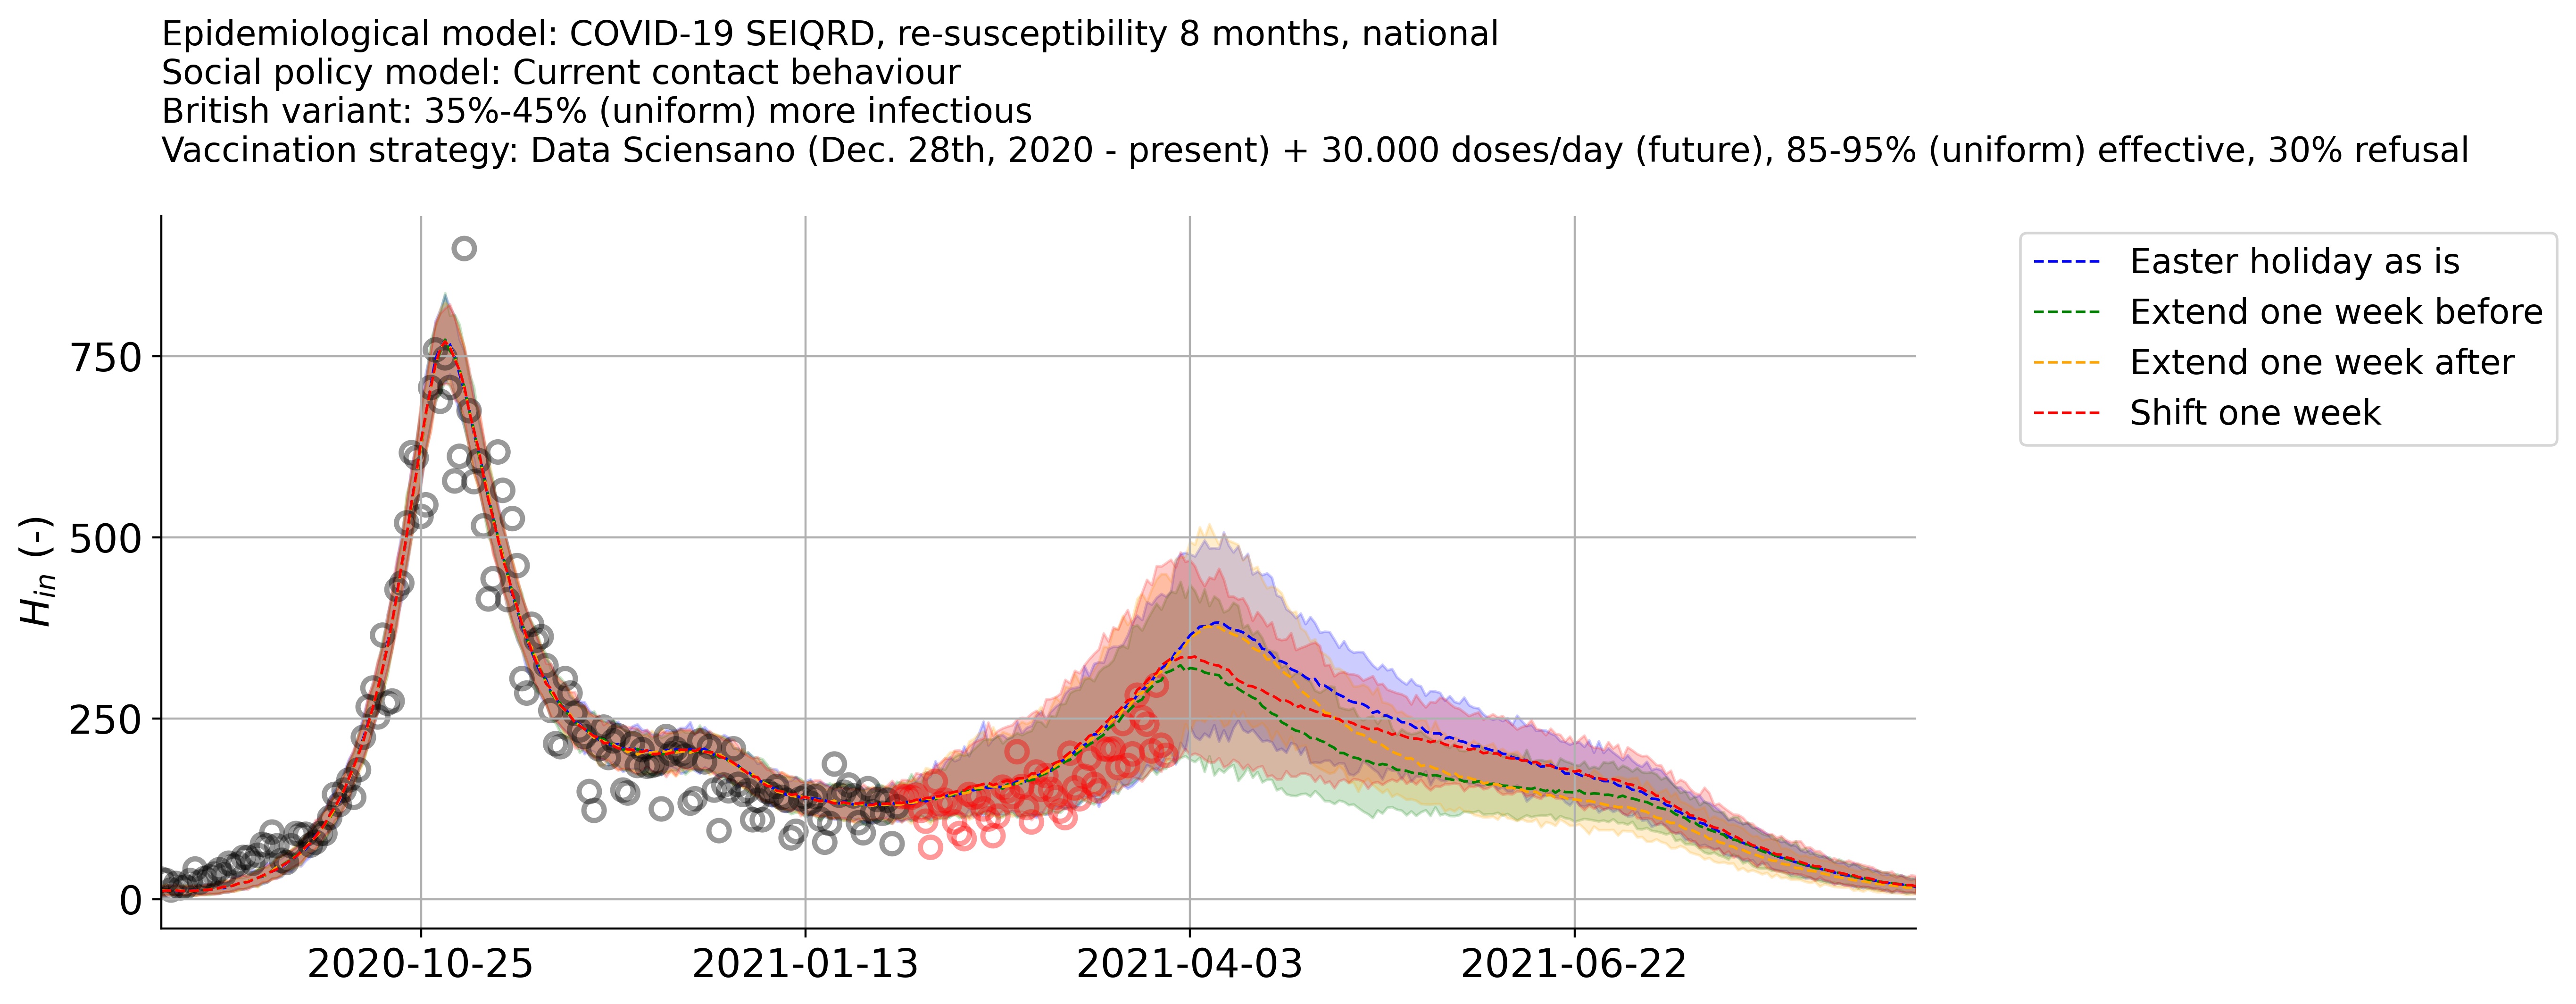 Epidemiological model: COVID-19 SEIQRD, re-susceptibility 8 months, national
Social policy model: Current contact behaviour
British variant: 35%-45% (uniform) more infectious
Vaccination strategy: Data Sciensano (Dec. 28th, 2020 - present) + 30.000 doses/day (future), 85-95% (uniform) effective, 30% refusal
Easter holiday as is
Extend one week before
Extend one week after
Shift one week
H_in (-)
750
500
250
0
2020-10-25
2021-01-13
2021-04-03
2021-06-22